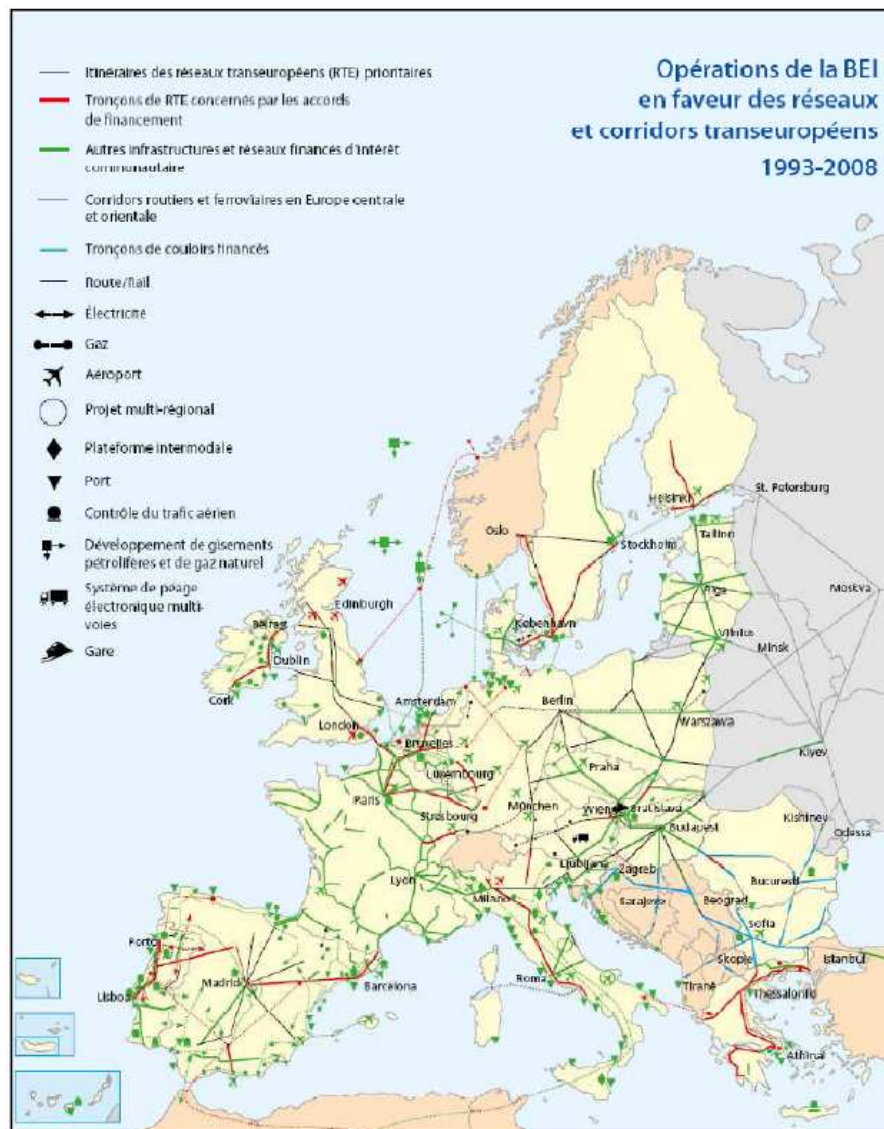 Opérations de la BEI
en faveur des réseaux
et corridors transeuropéens
1993-2008
Itinéraires des réseaux transeuropéens (RTE) prioritaires
Tronçons de RTE concernés par les accords
de financement
Autres infrastructures et réseaux financés d'intérêt
communautaire
Corridors routiers et ferroviaires en Europe centrale
et orientale
Tronçons de couloirs financés
Route/Rail
Électricité
Gaz
Aéroport
Projet multi-régional
Plateforme intermodale
Port
Contrôle du trafic aérien
Développement de gisements
pétrolifères et de gaz naturel
Système de péage
électronique multi-
voies
Gare
Helsinki
St. Petersburg
Oslo
Stockholm
Tallinn
Riga
Moskva
Edinburgh
Belfast
København
Vilnius
Minsk
Dublin
Cork
Amsterdam
Berlin
Warszawa
London
Bruxelles
Kiyev
Luxembourg
Praha
Paris
Strasbourg
München
Wien
Bratislava
Budapest
Kishinev
Odessa
Ljubljana
Zagreb
Lyon
Milano
Bucuresti
Sarajevo
Beograd
Sofia
Porto
Skopje
Istanbul
Madrid
Barcelona
Roma
Tiranë
Thessaloniki
Lisboa
Athinai